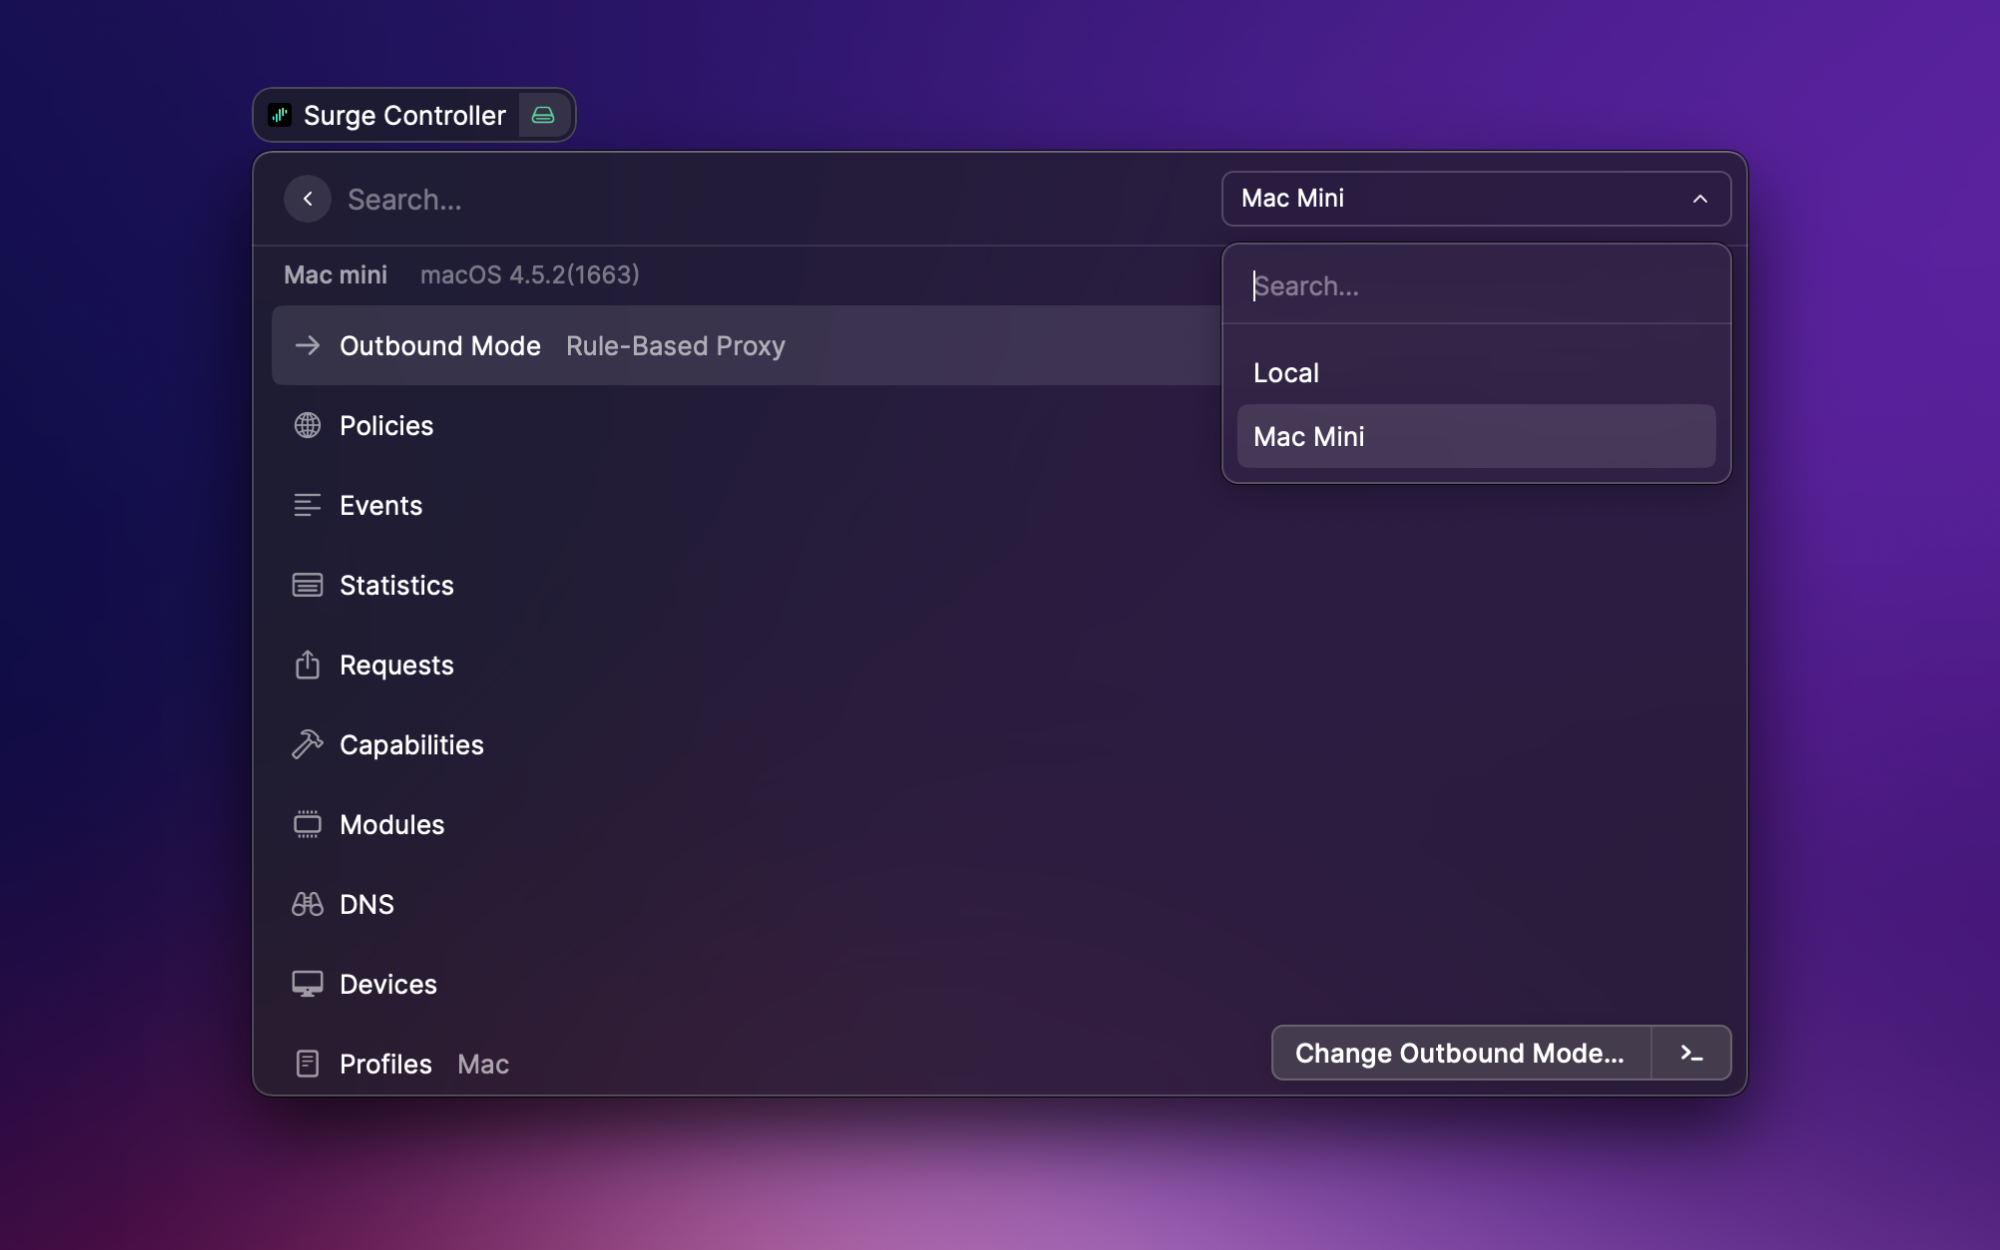 Surge Controller
Search...
Mac Mini
Mac mini macOS 4.5.2(1663)
Search...
Outbound Mode Rule-Based Proxy
Local
Policies
Mac Mini
Events
Statistics
Requests
Capabilities
Modules
DNS
Devices
Profiles Mac
Change Outbound Mode...